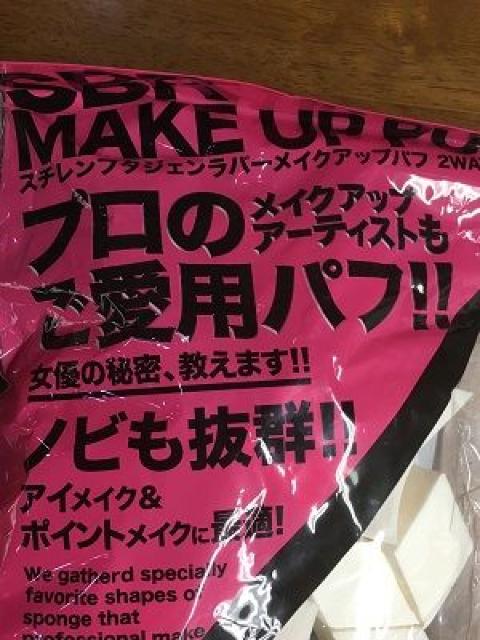 SBR
MAKE UP PU
スチレンブタジェンラバーメイクアップパフ 2WA
プロの メイクアップ
アーティストも
ご愛用パフ!!
女優の秘密、教えます!!
ノビも抜群!!
アイメイク&
ポイントメイクに最適!
We gatherd specially
favorite shapes of
sponge that
professional make